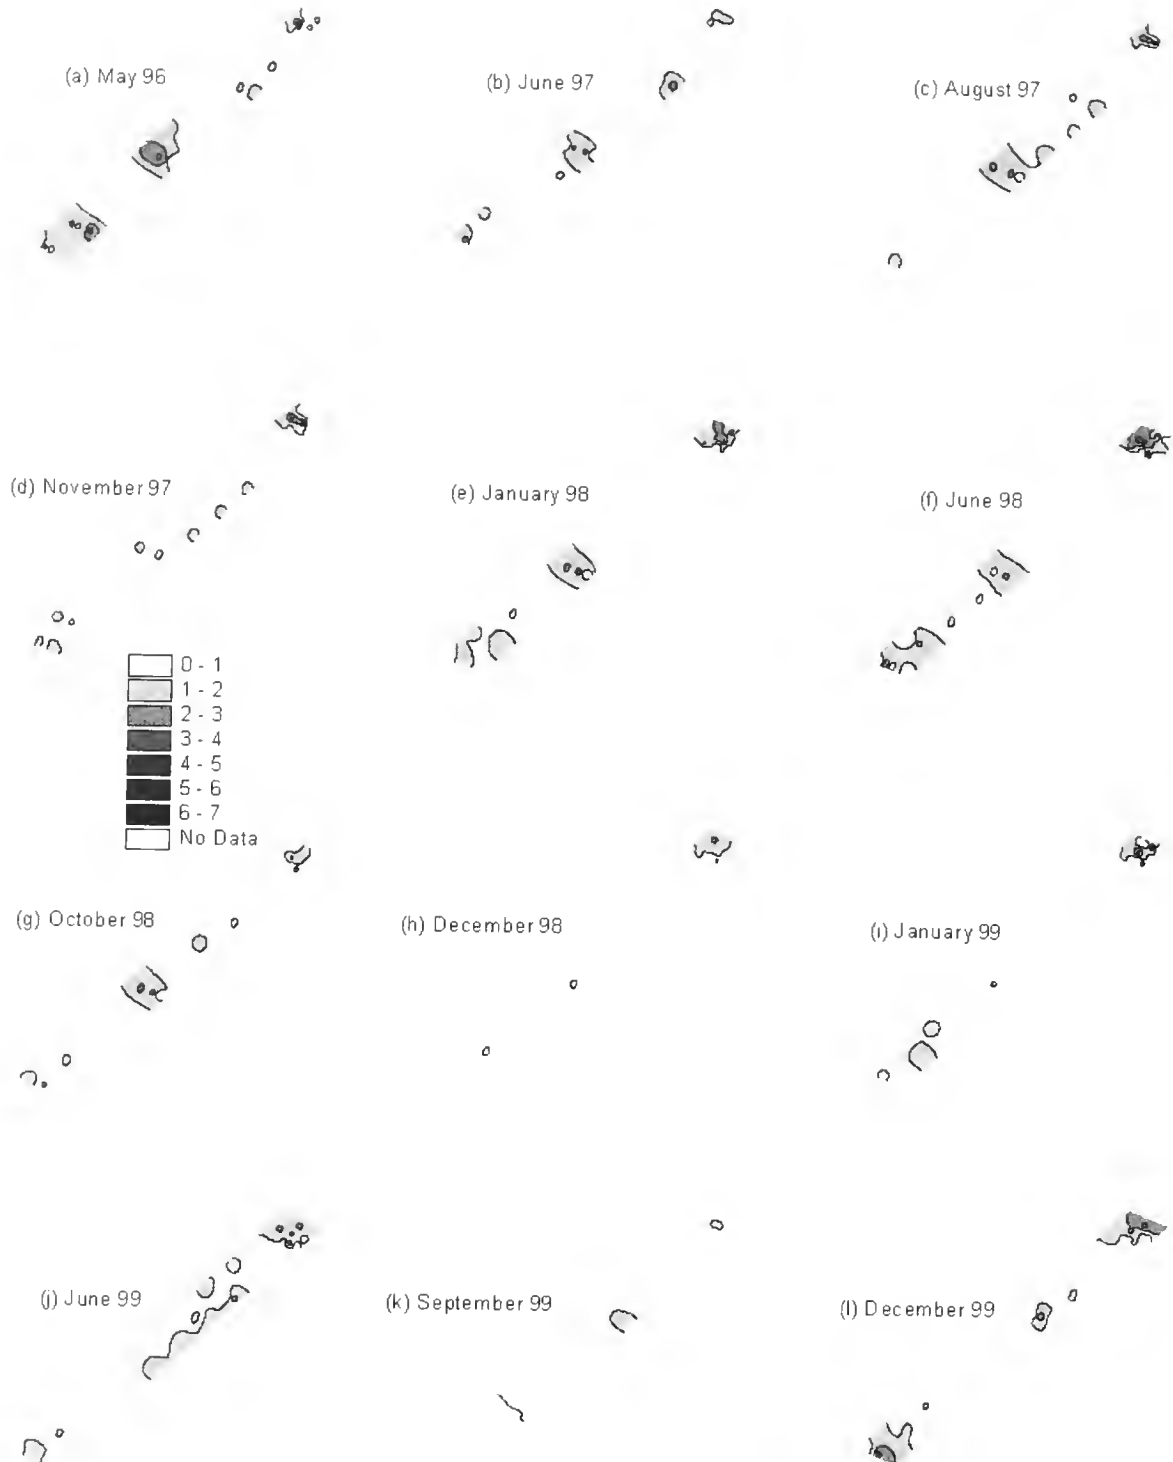 (a) May 96
(b) June 97
(c) August 97
(d) November 97
(e) January 98
(f) June 98
0 - 1
1 - 2
2 - 3
3 - 4
4 - 5
5 - 6
6 - 7
No Data
(g) October 98
(h) December 98
(i) January 99
(j) June 99
(k) September 99
(l) December 99